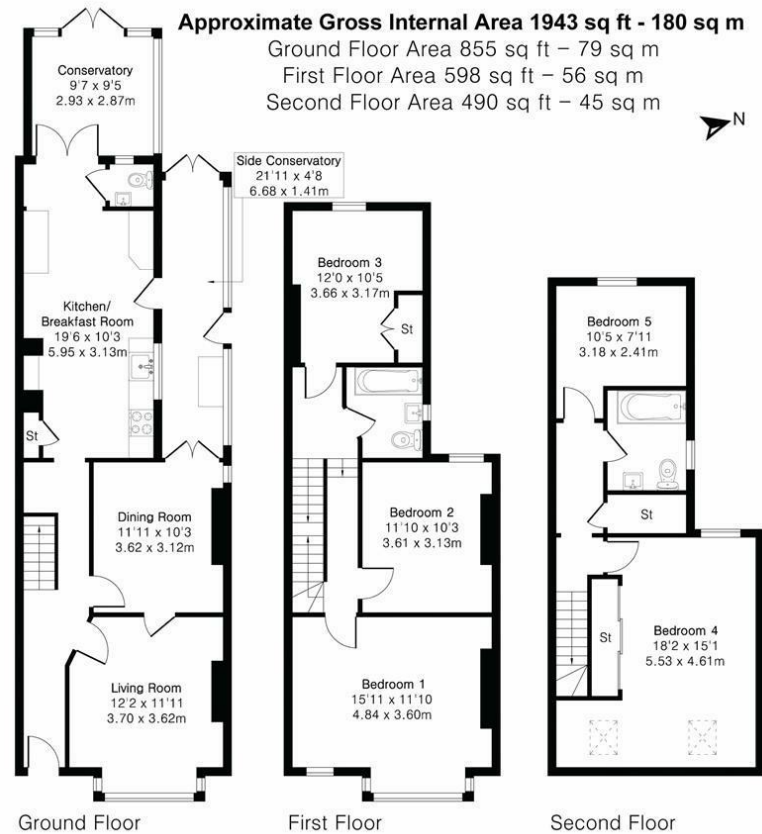 Approximate Gross Internal Area 1943 sq ft - 180 sq m
Ground Floor Area 855 sq ft – 79 sq m
First Floor Area 598 sq ft – 56 sq m
Second Floor Area 490 sq ft – 45 sq m
N
Conservatory
9'7 x 9'5
2.93 x 2.87m
Side Conservatory
21'11 x 4'8
6.68 x 1.41m
Kitchen/
Breakfast Room
19'6 x 10'3
5.95 x 3.13m
St
Dining Room
11'11 x 10'3
3.62 x 3.12m
Living Room
12'2 x 11'11
3.70 x 3.62m
Ground Floor
Bedroom 3
12'0 x 10'5
3.66 x 3.17m
St
Bedroom 2
11'10 x 10'3
3.61 x 3.13m
Bedroom 1
15'11 x 11'10
4.84 x 3.60m
First Floor
Bedroom 5
10'5 x 7'11
3.18 x 2.41m
St
St
Bedroom 4
18'2 x 15'1
5.53 x 4.61m
Second Floor